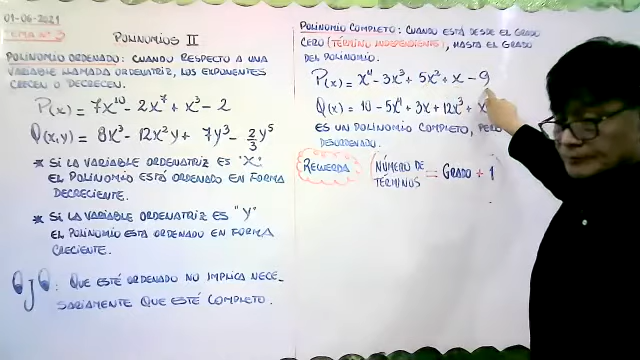 01-06-2021
TEMA Nº 3
POLINOMIOS II
POLINOMIO ORDENADO: CUANDO RESPECTO A UNA
VARIABLE LLAMADA ORDENATRIZ, LOS EXPONENTES
CRECEN O DECRECEN.
P(x) = 7x¹⁰ - 2x⁷ + x³ - 2
Q(x,y) = 8x³ - 12x²y + 7y³ - 2/3 y⁵
* SI LA VARIABLE ORDENATRIZ ES "X"
EL POLINOMIO ESTÁ ORDENADO EN FORMA
DECRECIENTE.
* SI LA VARIABLE ORDENATRIZ ES "Y"
EL POLINOMIO ESTA ORDENADO EN FORMA
CRECIENTE.
OJO: QUE ESTÉ ORDENADO NO IMPLICA NECE-
SARIAMENTE QUE ESTÉ COMPLETO.
POLINOMIO COMPLETO: CUANDO ESTÁ DESDE EL GRADO
CERO (TÉRMINO INDEPENDIENTE), HASTA EL GRADO
DEL POLINOMIO.
P(x) = x⁴ - 3x³ + 5x² + x - 9
Q(x) = 10 - 5x⁴ + 3x + 12x³ + x
ES UN POLINOMIO COMPLETO, PERO
DESORDENADO.
RECUERDA
NÚMERO DE TÉRMINOS = GRADO + 1